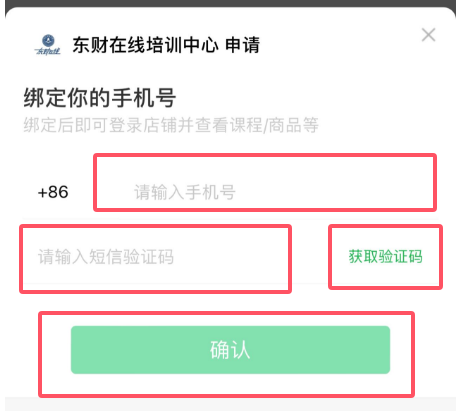 东财在线培训中心 申请
绑定你的手机号
绑定后即可登录店铺并查看课程/商品等
+86 请输入手机号
请输入短信验证码 获取验证码
确认